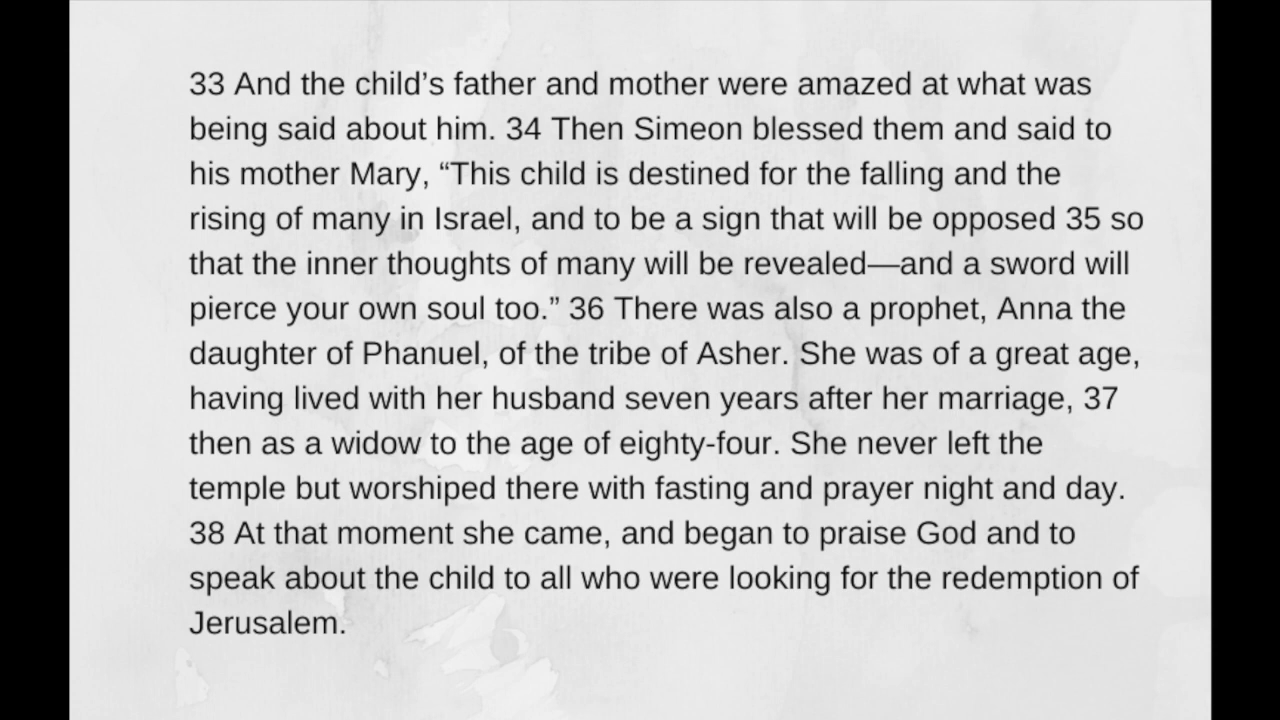 33 And the child’s father and mother were amazed at what was
being said about him. 34 Then Simeon blessed them and said to
his mother Mary, “This child is destined for the falling and the
rising of many in Israel, and to be a sign that will be opposed 35 so
that the inner thoughts of many will be revealed—and a sword will
pierce your own soul too.” 36 There was also a prophet, Anna the
daughter of Phanuel, of the tribe of Asher. She was of a great age,
having lived with her husband seven years after her marriage, 37
then as a widow to the age of eighty-four. She never left the
temple but worshiped there with fasting and prayer night and day.
38 At that moment she came, and began to praise God and to
speak about the child to all who were looking for the redemption of
Jerusalem.